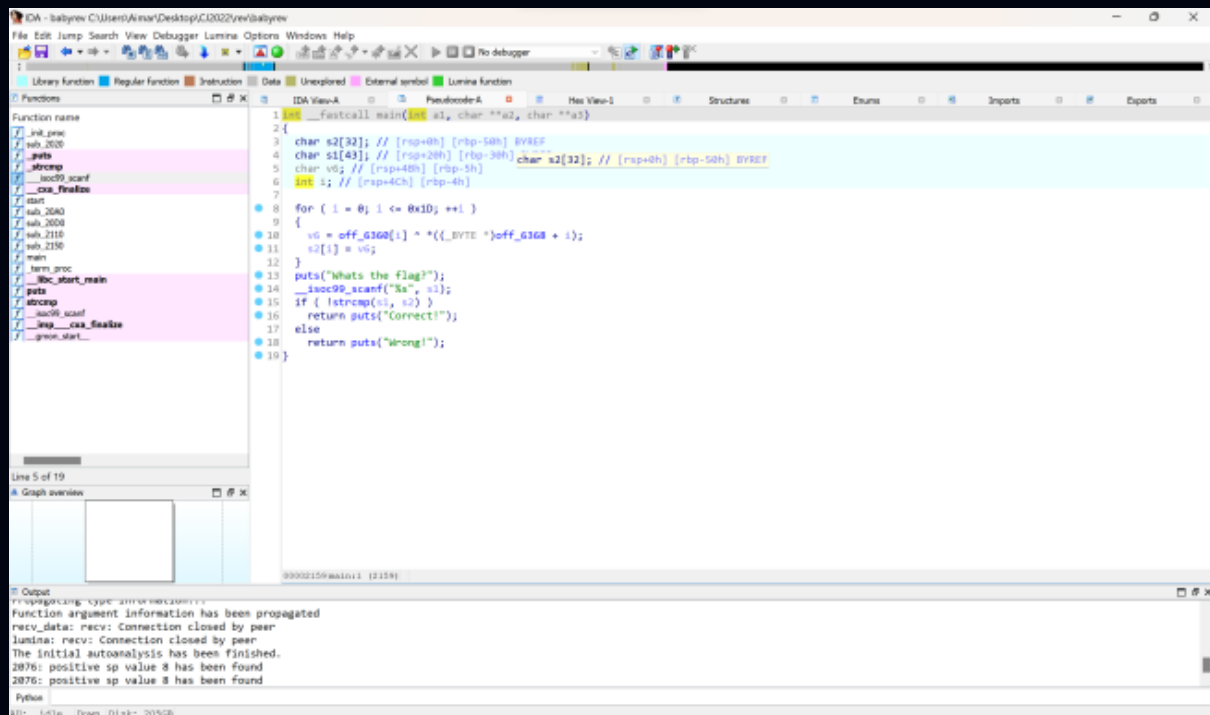 IDA - babyrev C:\Users\Aimar\Desktop\CJ2022\rev\babyrev
File Edit Jump Search View Debugger Lumina Options Windows Help
No debugger
Library function Regular function Instruction Data Unexplored External symbol Lumina function
Functions
IDA View-A Pseudocode-A Hex View-1 Structures Enums Imports Exports
Function name
_init_proc
sub_2020
_puts
_strcmp
___isoc99_scanf
__cxa_finalize
start
sub_20A0
sub_20D0
sub_2110
sub_2150
main
_term_proc
__libc_start_main
puts
strcmp
__isoc99_scanf
__imp___cxa_finalize
__gmon_start__
Line 5 of 19
Graph overview
1 int __fastcall main(int a1, char **a2, char **a3)
2 {
3 char s2[32]; // [rsp+0h] [rbp-50h] BYREF
4 char s1[43]; // [rsp+20h] [rbp-30h]
char s2[32]; // [rsp+0h] [rbp-50h] BYREF
5 char v6; // [rsp+4Bh] [rbp-5h]
6 int i; // [rsp+4Ch] [rbp-4h]
7
8 for ( i = 0; i <= 0x1D; ++i )
9 {
10 v6 = off_6360[i] ^ *((_BYTE *)off_6368 + i);
11 s2[i] = v6;
12 }
13 puts("Whats the flag?");
14 __isoc99_scanf("%s", s1);
15 if ( !strcmp(s1, s2) )
16 return puts("Correct!");
17 else
18 return puts("Wrong!");
19 }
00002159 main:1 (2159)
Output
Propagating type information...
Function argument information has been propagated
recv_data: recv: Connection closed by peer
lumina: recv: Connection closed by peer
The initial autoanalysis has been finished.
2076: positive sp value 8 has been found
2076: positive sp value 8 has been found
Python
AU: idle Down Disk: 205GB